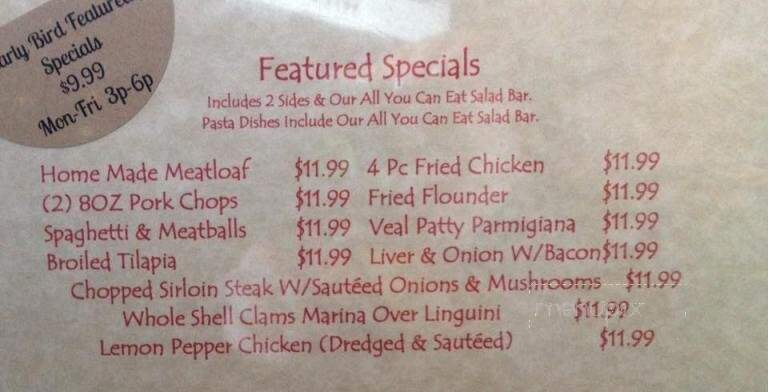 Early Bird Featured
Specials
$9.99
Mon-Fri 3p-6p
Featured Specials
Includes 2 Sides & Our All You Can Eat Salad Bar.
Pasta Dishes Include Our All You Can Eat Salad Bar.
Home Made Meatloaf $11.99 4 Pc Fried Chicken $11.99
(2) 8OZ Pork Chops $11.99 Fried Flounder $11.99
Spaghetti & Meatballs $11.99 Veal Patty Parmigiana $11.99
Broiled Tilapia $11.99 Liver & Onion W/Bacon $11.99
Chopped Sirloin Steak W/Sautéed Onions & Mushrooms $11.99
Whole Shell Clams Marina Over Linguini $11.99
Lemon Pepper Chicken (Dredged & Sautéed) $11.99